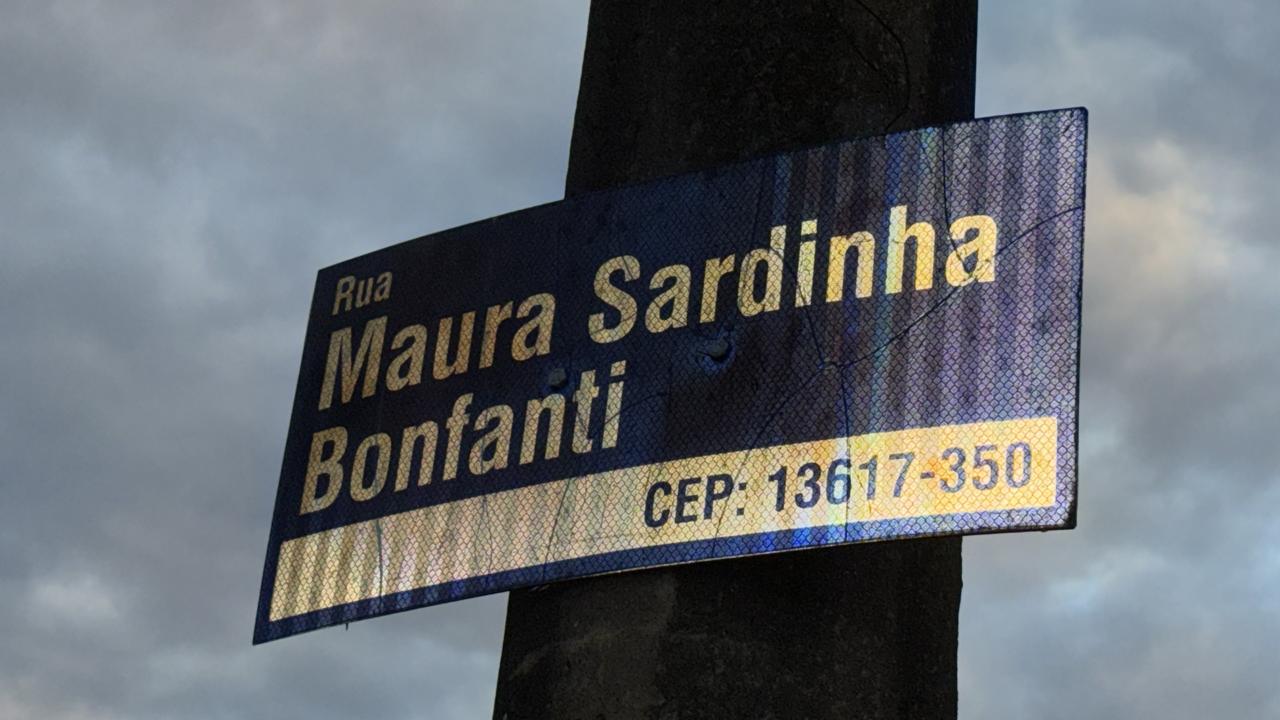 Rua
Maura Sardinha
Bonfanti
CEP: 13617-350